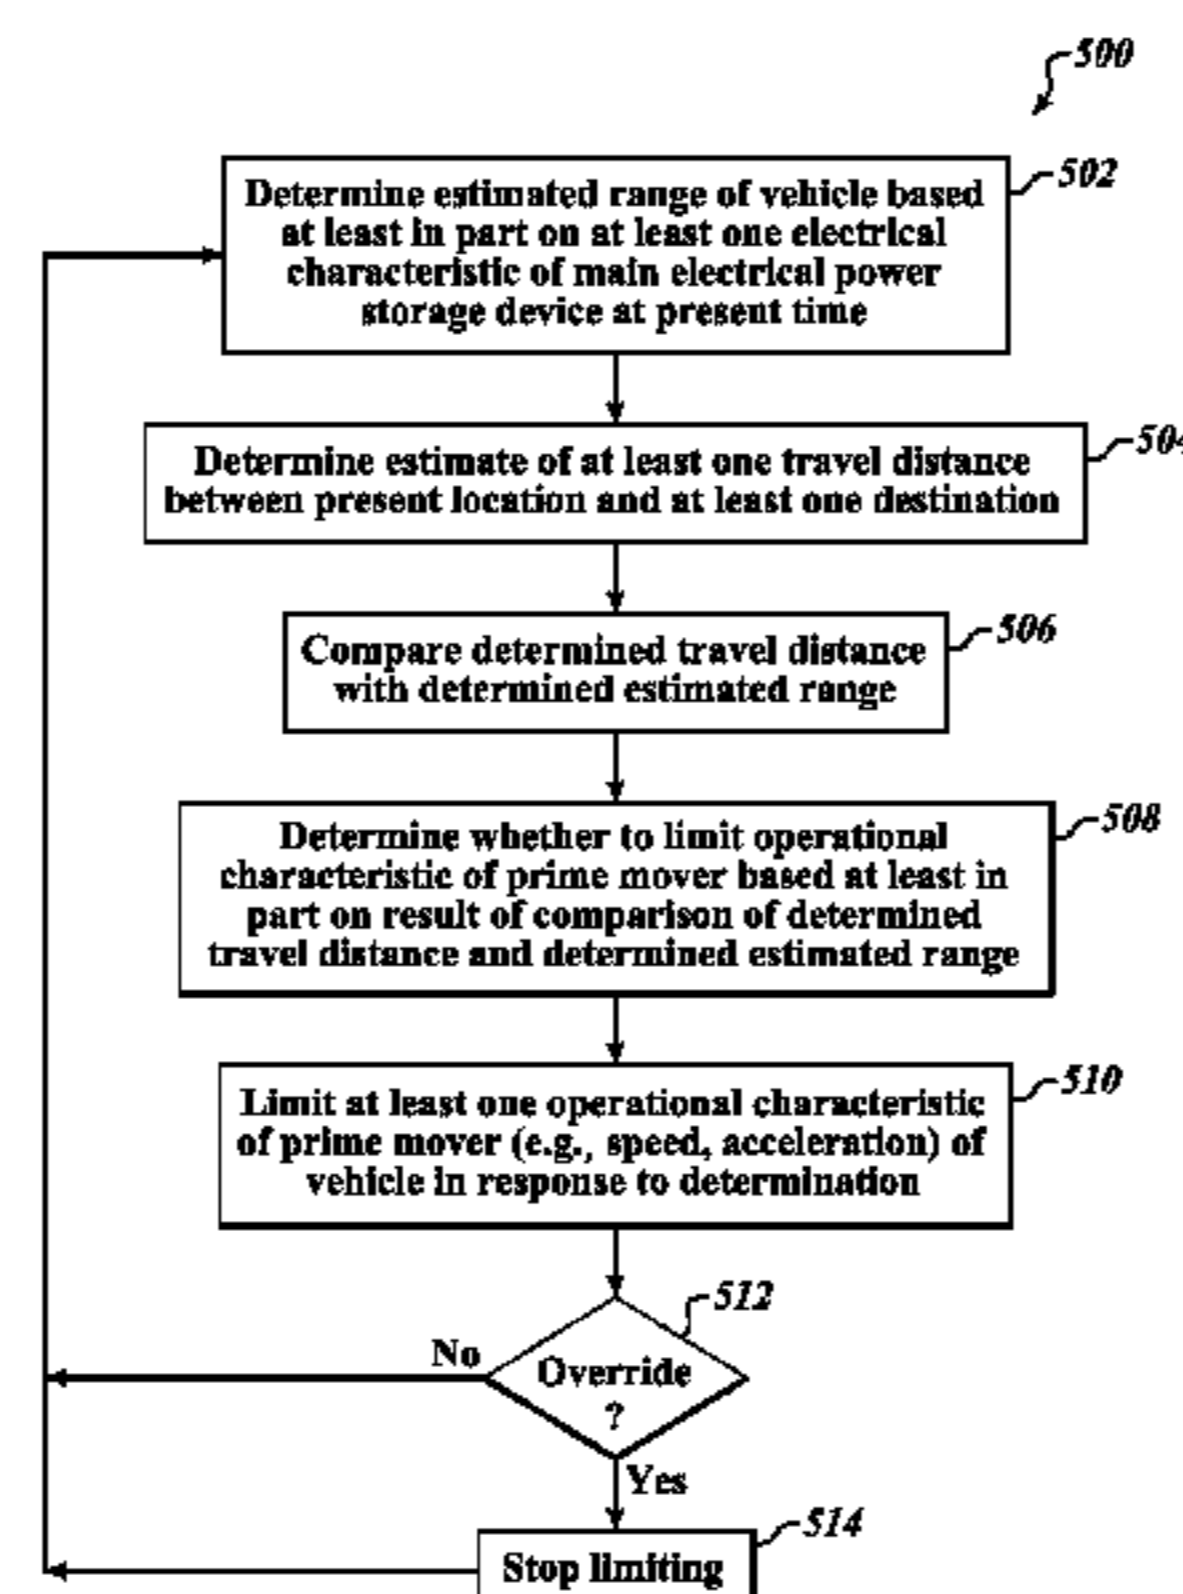 500
502
Determine estimated range of vehicle based
at least in part on at least one electrical
characteristic of main electrical power
storage device at present time
504
Determine estimate of at least one travel distance
between present location and at least one destination
506
Compare determined travel distance
with determined estimated range
508
Determine whether to limit operational
characteristic of prime mover based at least in
part on result of comparison of determined
travel distance and determined estimated range
510
Limit at least one operational characteristic
of prime mover (e.g., speed, acceleration) of
vehicle in response to determination
512
No
Override
?
Yes
514
Stop limiting